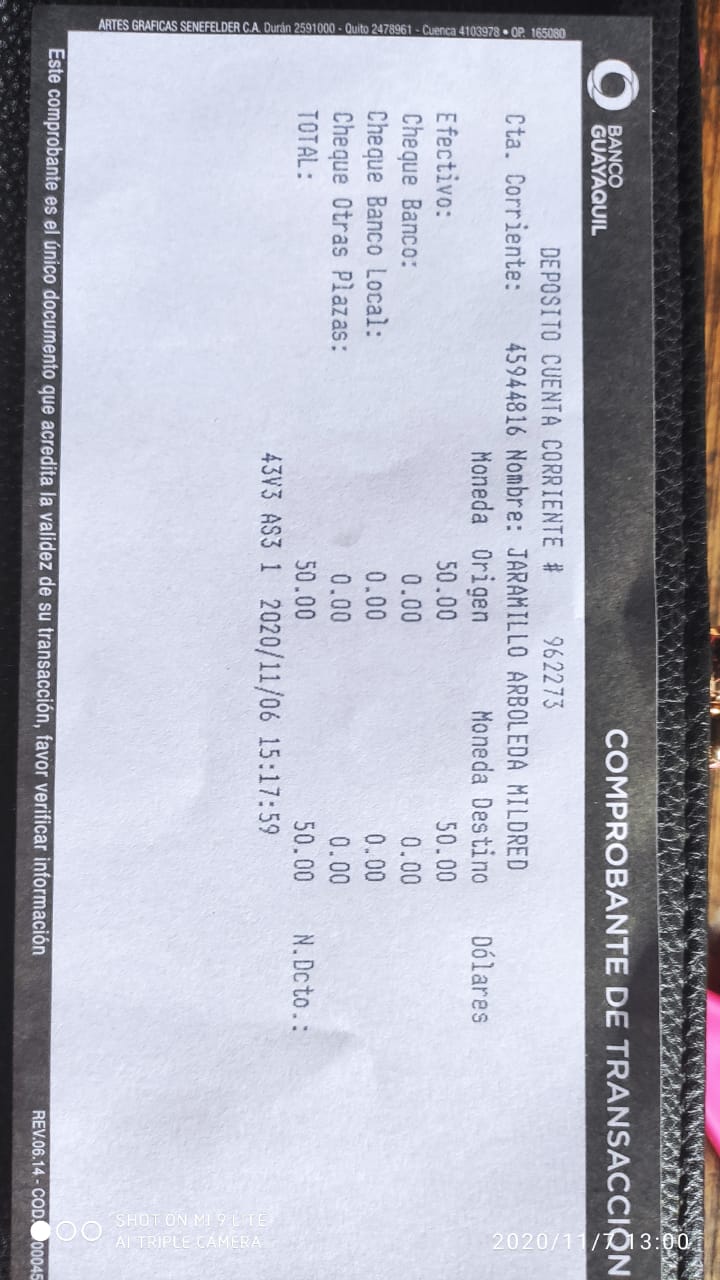 ARTES GRAFICAS SENEFELDER C.A. Durán 2591000 - Quito 2478961 - Cuenca 4103978 • OP. 165080
BANCO
GUAYAQUIL
COMPROBANTE DE TRANSACCIÓN
DEPOSITO CUENTA CORRIENTE # 962273
Cta. Corriente: 45944816 Nombre: JARAMILLO ARBOLEDA MILDRED
Moneda Origen Moneda Destino Dólares
Efectivo: 50.00 50.00
Cheque Banco: 0.00 0.00
Cheque Banco Local: 0.00 0.00
Cheque Otras Plazas: 0.00 0.00
TOTAL: 50.00 50.00 N.Dcto.:
43V3 AS3 1 2020/11/06 15:17:59
Este comprobante es el único documento que acredita la validez de su transacción, favor verificar información
REV.06.14 - COD.
SHOT ON MI 9 LITE
AI TRIPLE CAMERA
2020/11/7 13:00